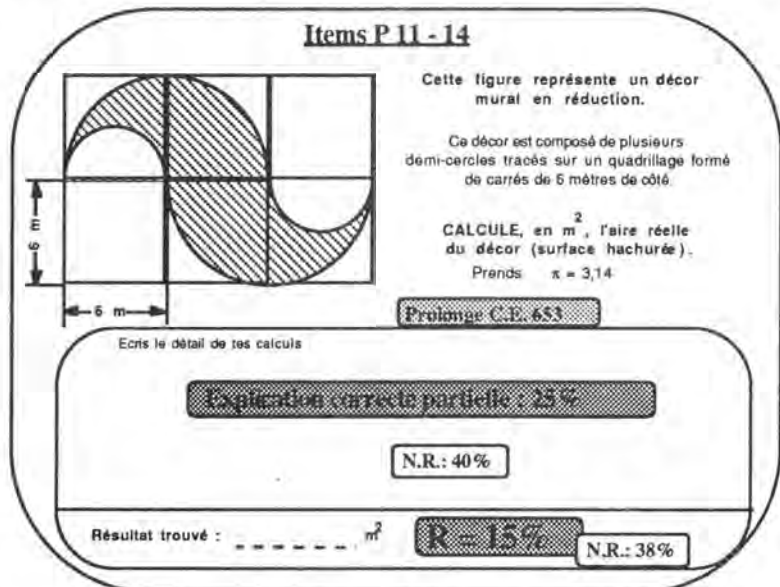 Items P 11 - 14
Cette figure représente un décor
mural en réduction.
Ce décor est composé de plusieurs
demi-cercles tracés sur un quadrillage formé
de carrés de 6 mètres de côté.
CALCULE, en m², l'aire réelle
du décor (surface hachurée).
Prends π = 3,14
6 m
6 m
Prolonge C.E. 653
Ecris le détail de tes calculs
Explication correcte partielle : 25%
N.R.: 40%
Résultat trouvé : _ _ _ _ _ _ m²
R = 15%
N.R.: 38%